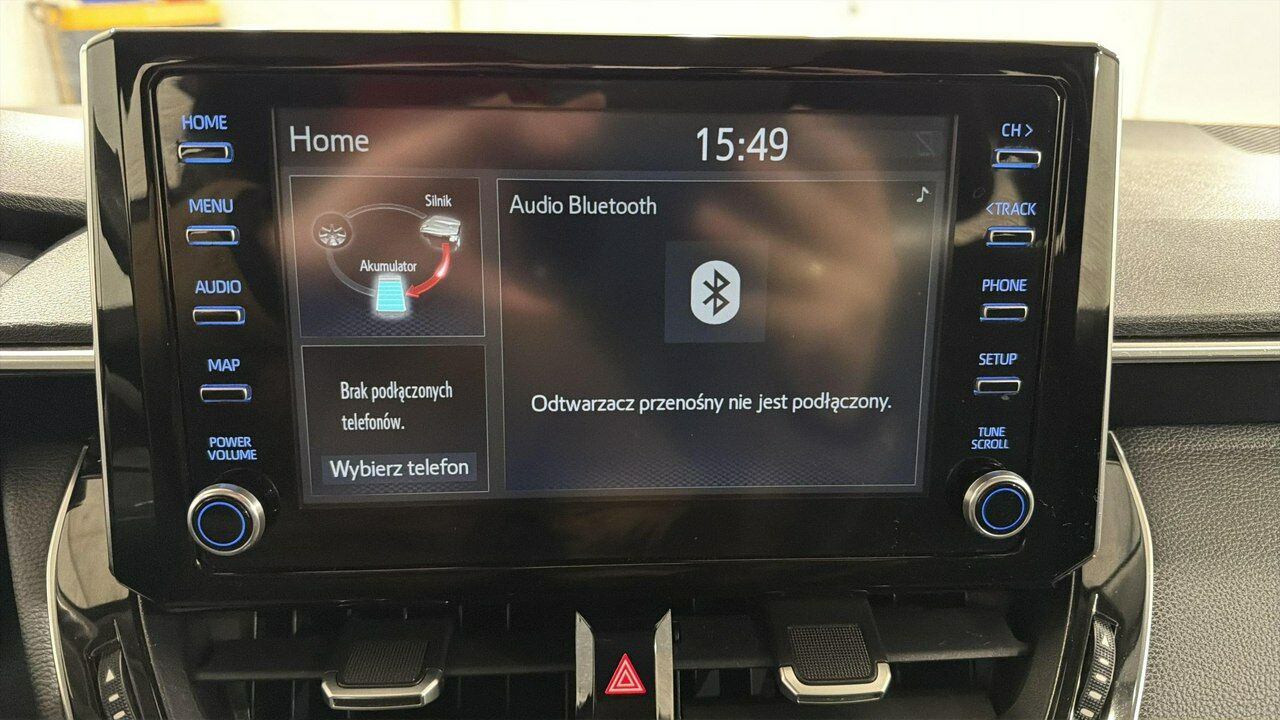 HOME
MENU
AUDIO
MAP
POWER
VOLUME
Home
15:49
Silnik
Akumulator
Brak podłączonych
telefonów.
Wybierz telefon
Audio Bluetooth
Odtwarzacz przenośny nie jest podłączony.
CH >
<TRACK
PHONE
SETUP
TUNE
SCROLL